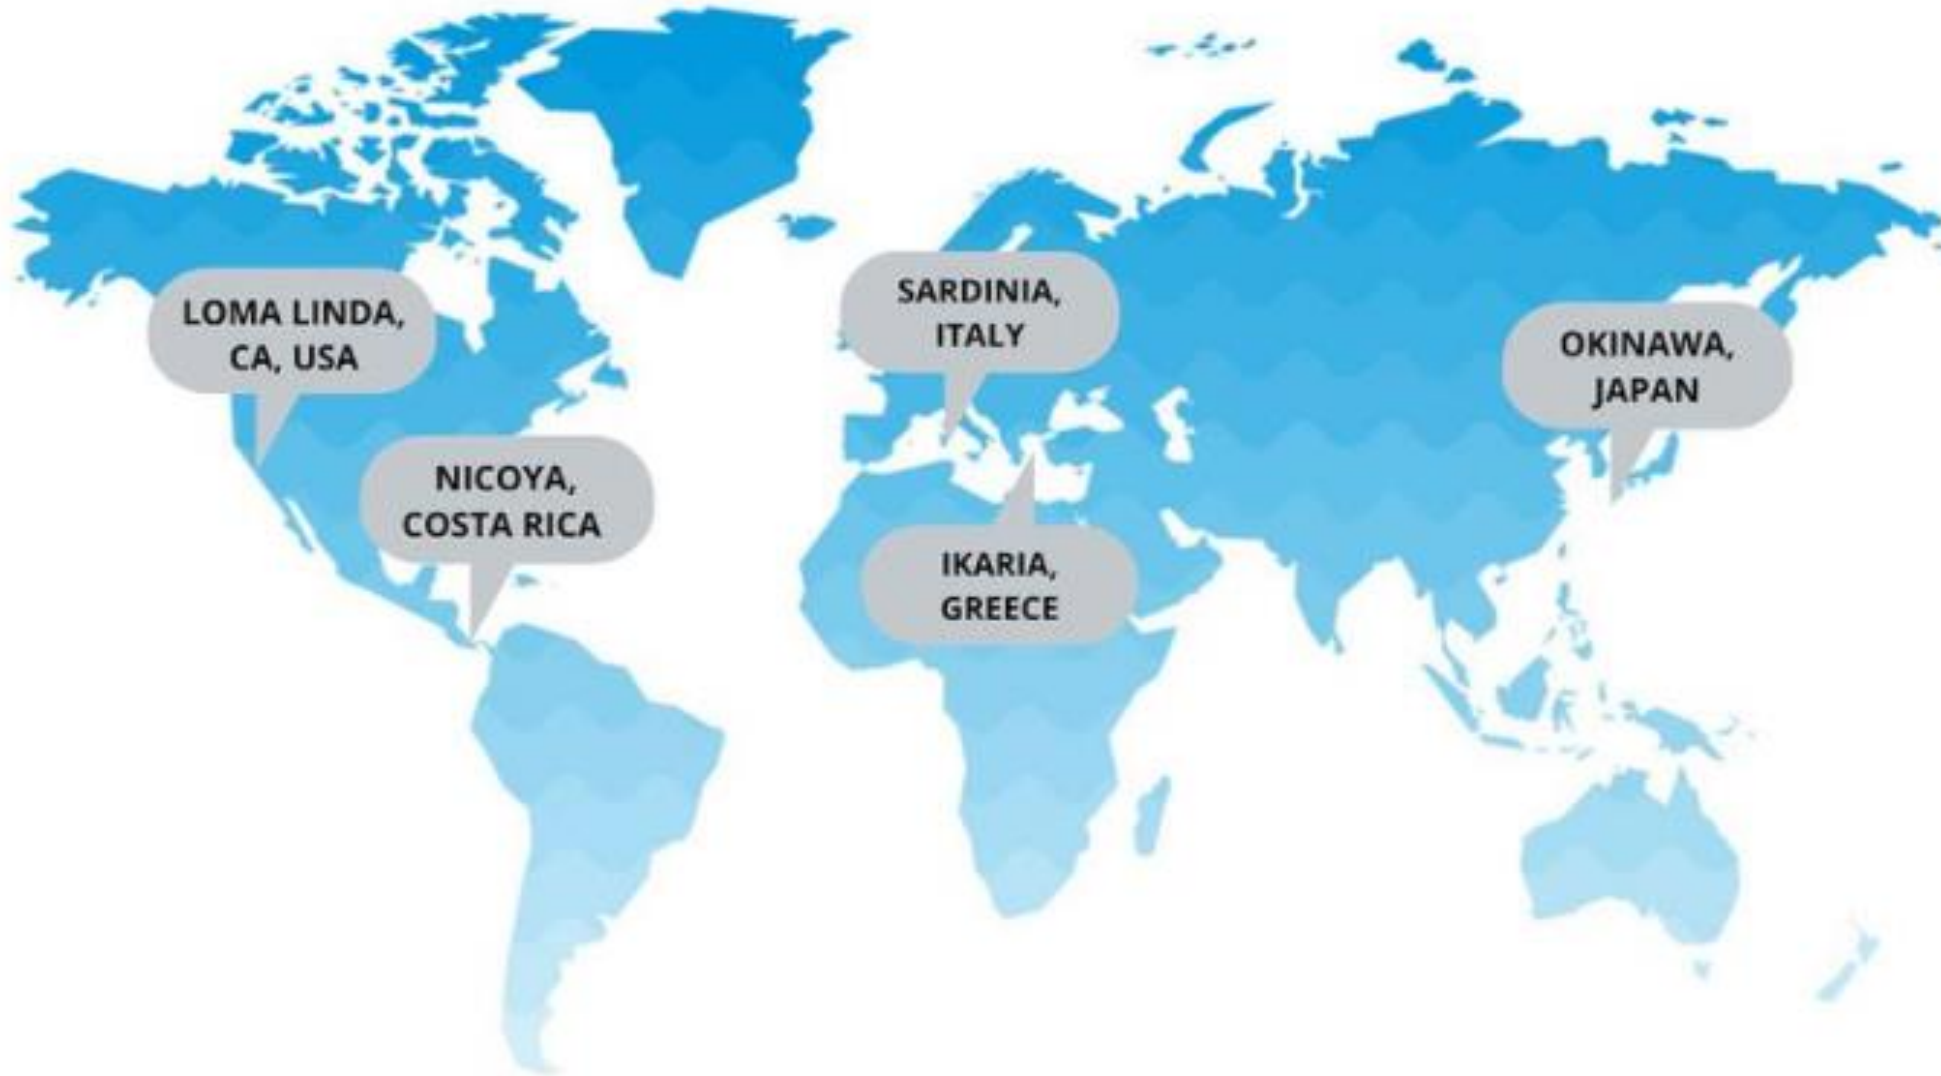 LOMA LINDA,
CA, USA
NICOYA,
COSTA RICA
SARDINIA,
ITALY
IKARIA,
GREECE
OKINAWA,
JAPAN